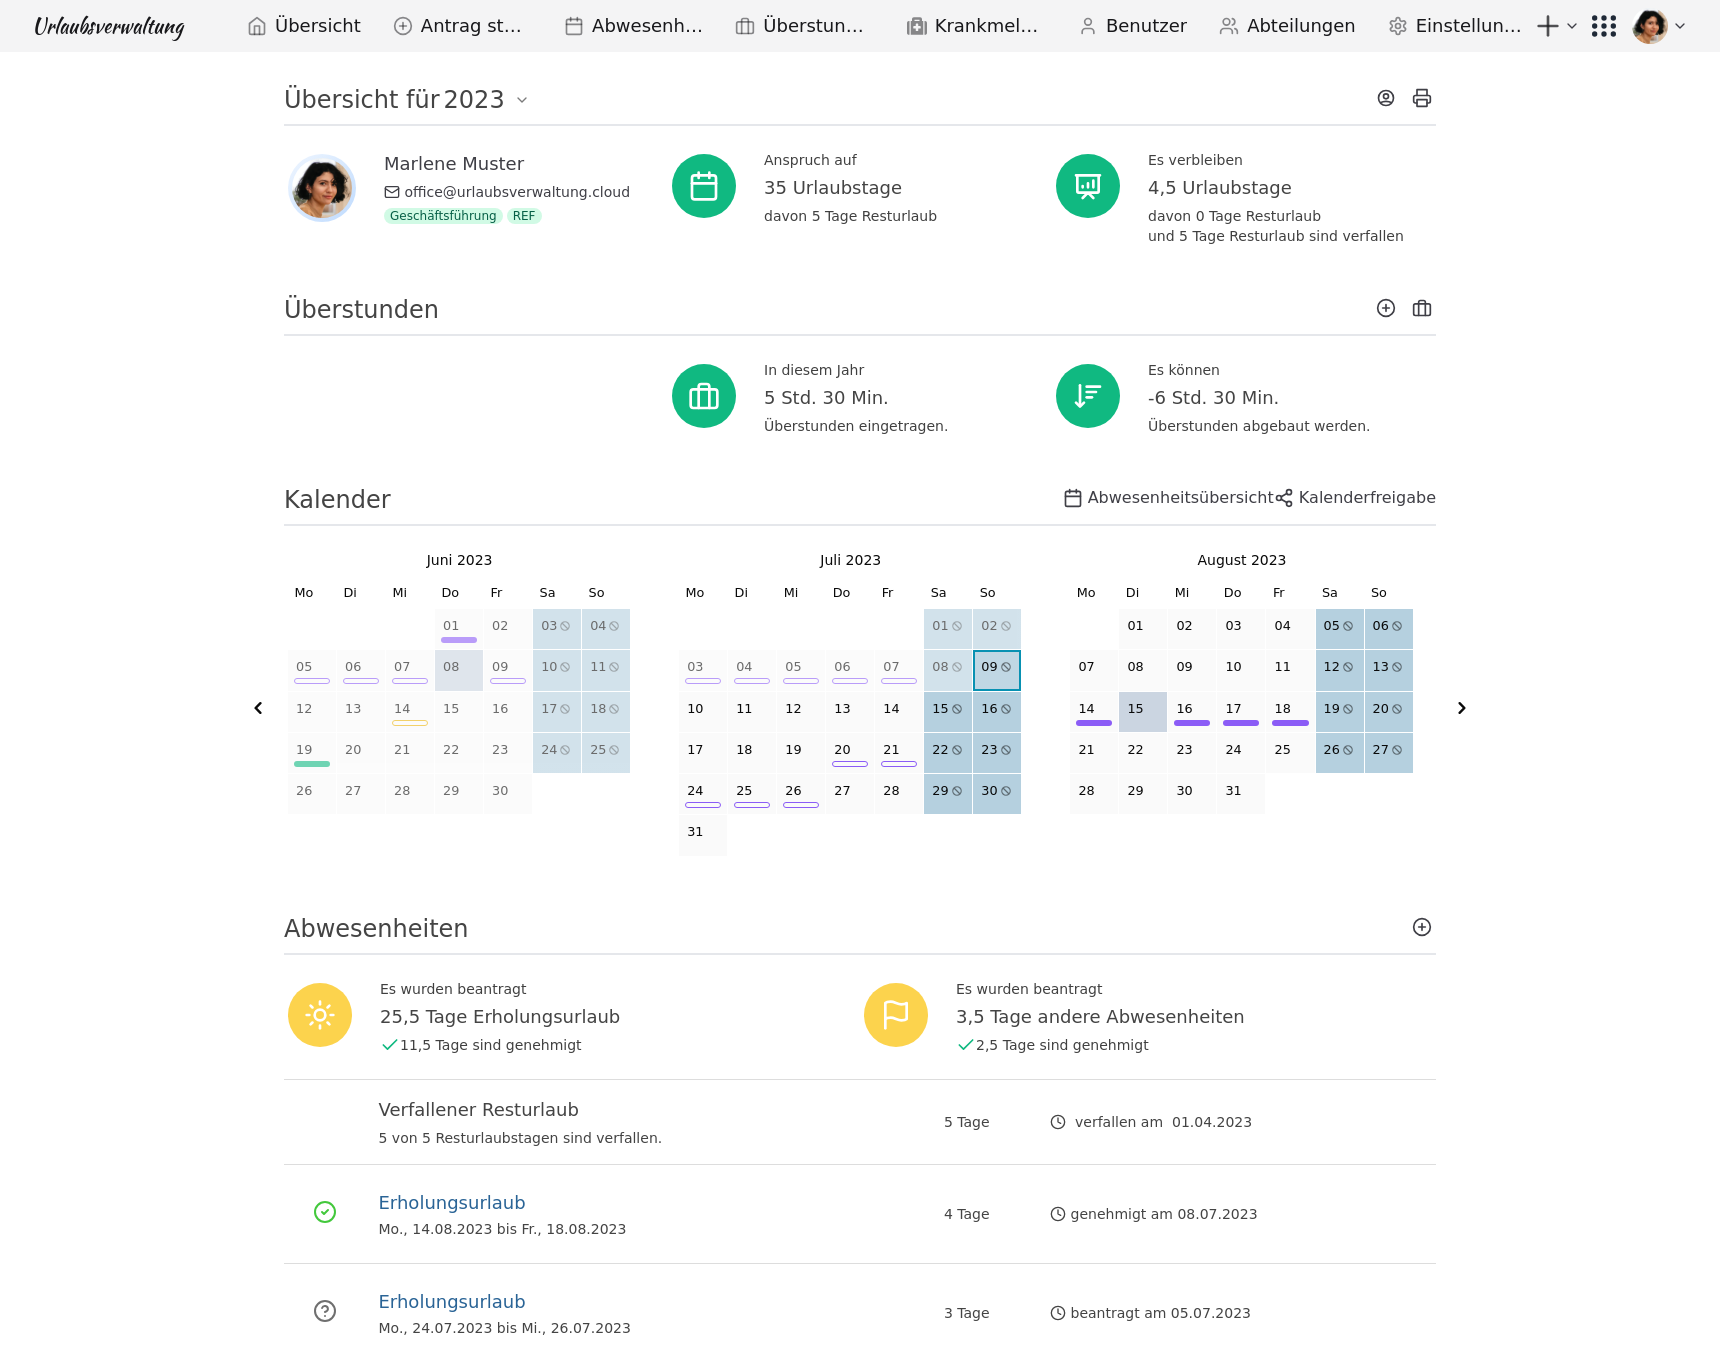 Urlaubsverwaltung
Übersicht
Antrag st…
Abwesenh…
Überstun…
Krankmel…
Benutzer
Abteilungen
Einstellun…
Übersicht für 2023
Marlene Muster
office@urlaubsverwaltung.cloud
Geschäftsführung REF
Anspruch auf
35 Urlaubstage
davon 5 Tage Resturlaub
Es verbleiben
4,5 Urlaubstage
davon 0 Tage Resturlaub
und 5 Tage Resturlaub sind verfallen
Überstunden
In diesem Jahr
5 Std. 30 Min.
Überstunden eingetragen.
Es können
-6 Std. 30 Min.
Überstunden abgebaut werden.
Kalender
Abwesenheitsübersicht
Kalenderfreigabe
Juni 2023
Mo Di Mi Do Fr Sa So
01 02 03 04
05 06 07 08 09 10 11
12 13 14 15 16 17 18
19 20 21 22 23 24 25
26 27 28 29 30
Juli 2023
Mo Di Mi Do Fr Sa So
01 02
03 04 05 06 07 08 09
10 11 12 13 14 15 16
17 18 19 20 21 22 23
24 25 26 27 28 29 30
31
August 2023
Mo Di Mi Do Fr Sa So
01 02 03 04 05 06
07 08 09 10 11 12 13
14 15 16 17 18 19 20
21 22 23 24 25 26 27
28 29 30 31
Abwesenheiten
Es wurden beantragt
25,5 Tage Erholungsurlaub
11,5 Tage sind genehmigt
Es wurden beantragt
3,5 Tage andere Abwesenheiten
2,5 Tage sind genehmigt
Verfallener Resturlaub
5 von 5 Resturlaubstagen sind verfallen.
5 Tage
verfallen am 01.04.2023
Erholungsurlaub
Mo., 14.08.2023 bis Fr., 18.08.2023
4 Tage
genehmigt am 08.07.2023
Erholungsurlaub
Mo., 24.07.2023 bis Mi., 26.07.2023
3 Tage
beantragt am 05.07.2023